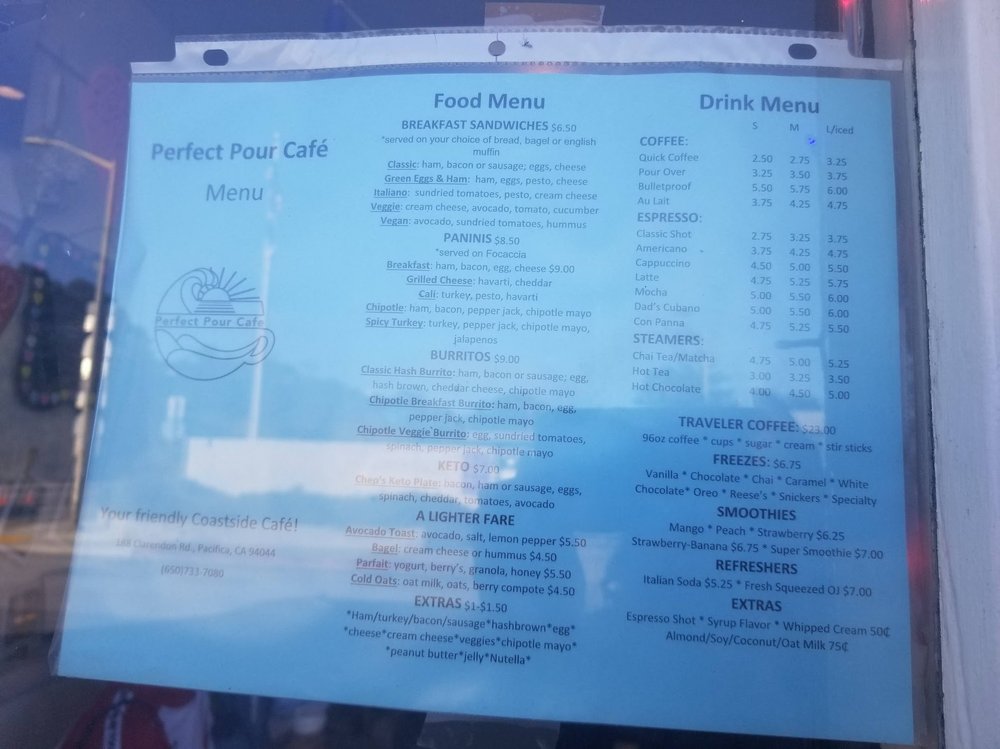 Perfect Pour Café
Menu
Perfect Pour Cafe
Your friendly Coastside Café!
188 Clarendon Rd., Pacifica, CA 94044
(650)733-7080
Food Menu
BREAKFAST SANDWICHES $6.50
*served on your choice of bread, bagel or english
muffin
Classic: ham, bacon or sausage; eggs, cheese
Green Eggs & Ham: ham, eggs, pesto, cheese
Italiano: sundried tomatoes, pesto, cream cheese
Veggie: cream cheese, avocado, tomato, cucumber
Vegan: avocado, sundried tomatoes, hummus
PANINIS $8.50
*served on Focaccia
Breakfast: ham, bacon, egg, cheese $9.00
Grilled Cheese: havarti, cheddar
Cali: turkey, pesto, havarti
Chipotle: ham, bacon, pepper jack, chipotle mayo
Spicy Turkey: turkey, pepper jack, chipotle mayo,
jalapenos
BURRITOS $9.00
Classic Hash Burrito: ham, bacon or sausage; egg,
hash brown, cheddar cheese, chipotle mayo
Chipotle Breakfast Burrito: ham, bacon, egg,
pepper jack, chipotle mayo
Chipotle Veggie Burrito: egg, sundried tomatoes,
spinach, pepper jack, chipotle mayo
KETO $7.00
Chep's Keto Plate: bacon, ham or sausage, eggs,
spinach, cheddar, tomatoes, avocado
A LIGHTER FARE
Avocado Toast: avocado, salt, lemon pepper $5.50
Bagel: cream cheese or hummus $4.50
Parfait: yogurt, berry's, granola, honey $5.50
Cold Oats: oat milk, oats, berry compote $4.50
EXTRAS $1-$1.50
*Ham/turkey/bacon/sausage*hashbrown*egg*
*cheese*cream cheese*veggies*chipotle mayo*
*peanut butter*jelly*Nutella*
Drink Menu
S M L/iced
COFFEE:
Quick Coffee 2.50 2.75 3.25
Pour Over 3.25 3.50 3.75
Bulletproof 5.50 5.75 6.00
Au Lait 3.75 4.25 4.75
ESPRESSO:
Classic Shot 2.75 3.25 3.75
Americano 3.75 4.25 4.75
Cappuccino 4.50 5.00 5.50
Latte 4.75 5.25 5.75
Mocha 5.00 5.50 6.00
Dad's Cubano 5.00 5.50 6.00
Con Panna 4.75 5.25 5.50
STEAMERS:
Chai Tea/Matcha 4.75 5.00 5.25
Hot Tea 3.00 3.25 3.50
Hot Chocolate 4.00 4.50 5.00
TRAVELER COFFEE: $23.00
96oz coffee * cups * sugar * cream * stir sticks
FREEZES: $6.75
Vanilla * Chocolate * Chai * Caramel * White
Chocolate* Oreo * Reese's * Snickers * Specialty
SMOOTHIES
Mango * Peach * Strawberry $6.25
Strawberry-Banana $6.75 * Super Smoothie $7.00
REFRESHERS
Italian Soda $5.25 * Fresh Squeezed OJ $7.00
EXTRAS
Espresso Shot * Syrup Flavor * Whipped Cream 50¢
Almond/Soy/Coconut/Oat Milk 75¢